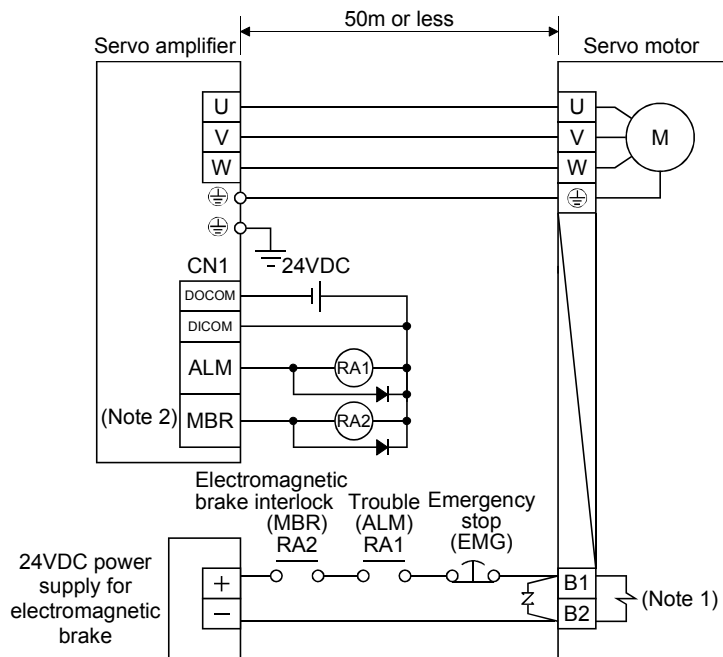 50m or less
Servo amplifier
Servo motor
U
V
W
U
V
W
M
CN1
24VDC
DOCOM
DICOM
ALM
RA1
(Note 2)
MBR
RA2
Electromagnetic
brake interlock
(MBR)
RA2
Trouble
(ALM)
RA1
Emergency
stop
(EMG)
24VDC power
supply for
electromagnetic
brake
+
−
B1
B2
(Note 1)